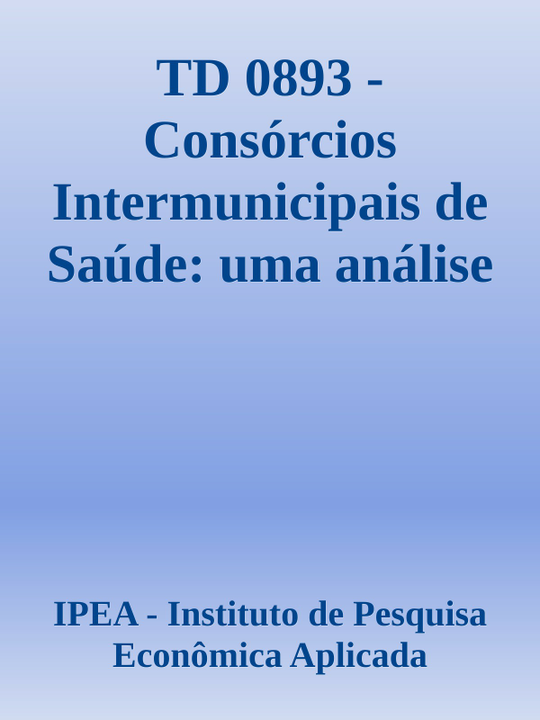 TD 0893 -
Consórcios
Intermunicipais de
Saúde: uma análise
IPEA - Instituto de Pesquisa
Econômica Aplicada